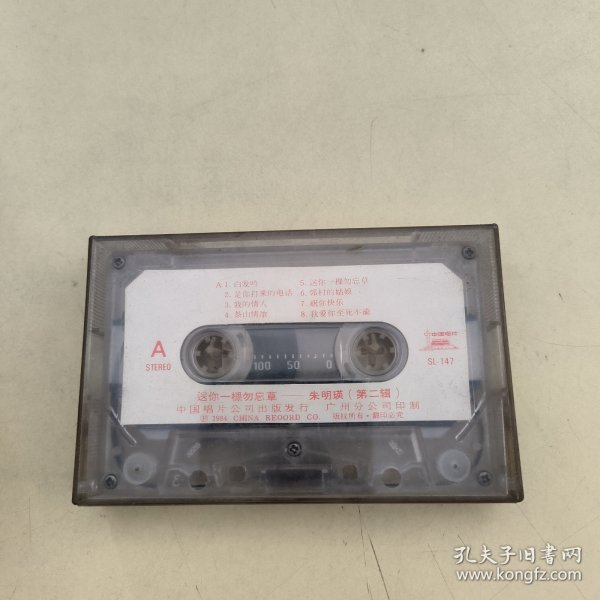 A 1. 白发吟 5. 送你一棵勿忘草
2. 是你打来的电话 6. 邻村的姑娘
3. 我的情人 7. 祝你快乐
4. 茶山情歌 8. 我爱你至死不渝
A
STEREO
中国唱片
SL-147
100 50 0
送你一棵勿忘草——朱明瑛（第二辑）
中国唱片公司出版发行 广州分公司印制
Ⓟ 1984 CHINA RECORD CO. 版权所有·翻印必究
孔夫子旧书网
www.kongfz.com